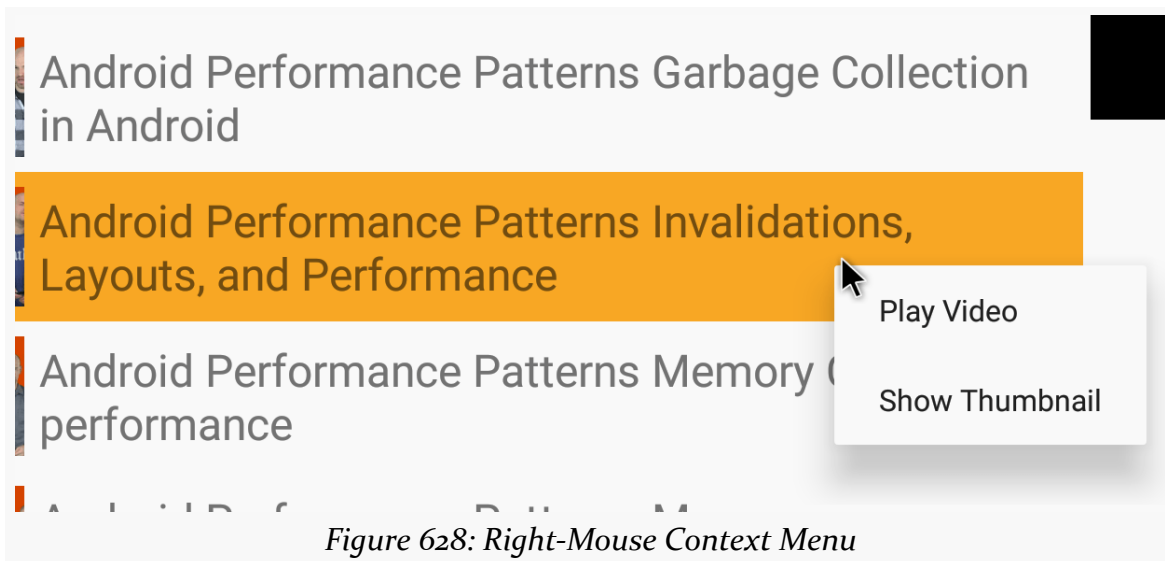 Android Performance Patterns Garbage Collection
in Android
Android Performance Patterns Invalidations,
Layouts, and Performance
Play Video
Android Performance Patterns Memory
performance
Show Thumbnail
Figure 628: Right-Mouse Context Menu